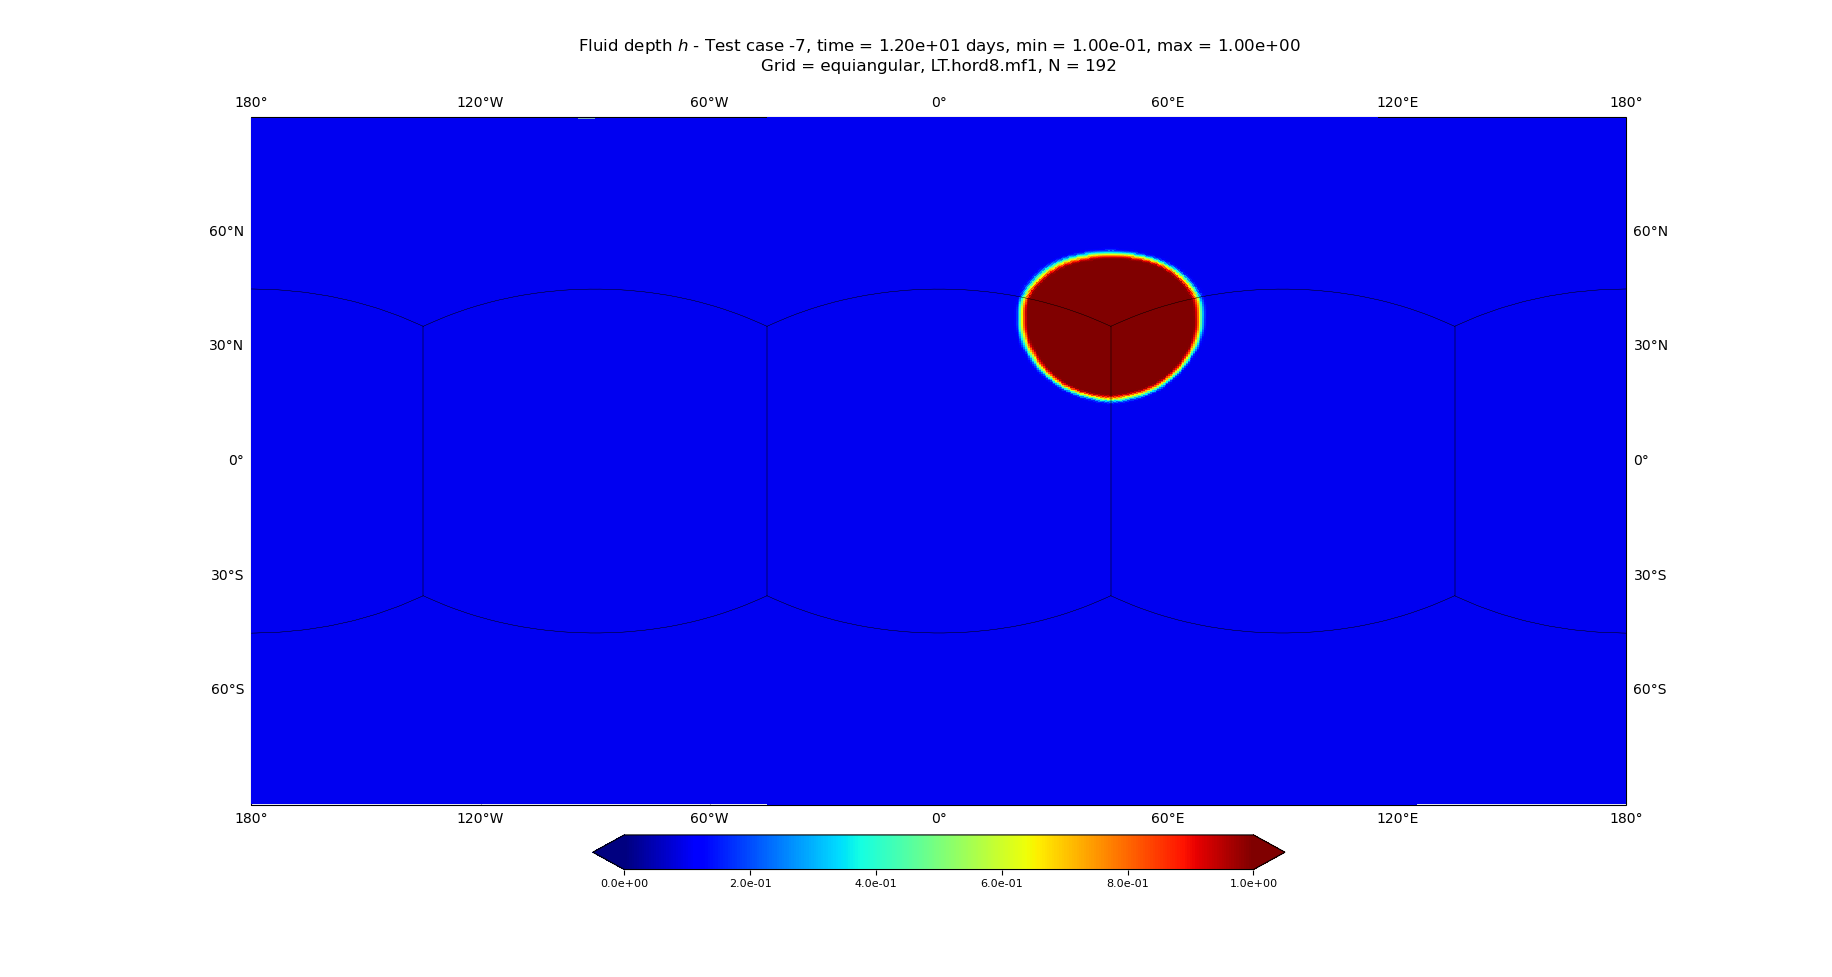 Fluid depth h - Test case -7, time = 1.20e+01 days, min = 1.00e-01, max = 1.00e+00
Grid = equiangular, LT.hord8.mf1, N = 192
180° 120°W 60°W 0° 60°E 120°E 180°
60°N 60°N
30°N 30°N
0° 0°
30°S 30°S
60°S 60°S
180° 120°W 60°W 0° 60°E 120°E 180°
0.0e+00 2.0e-01 4.0e-01 6.0e-01 8.0e-01 1.0e+00